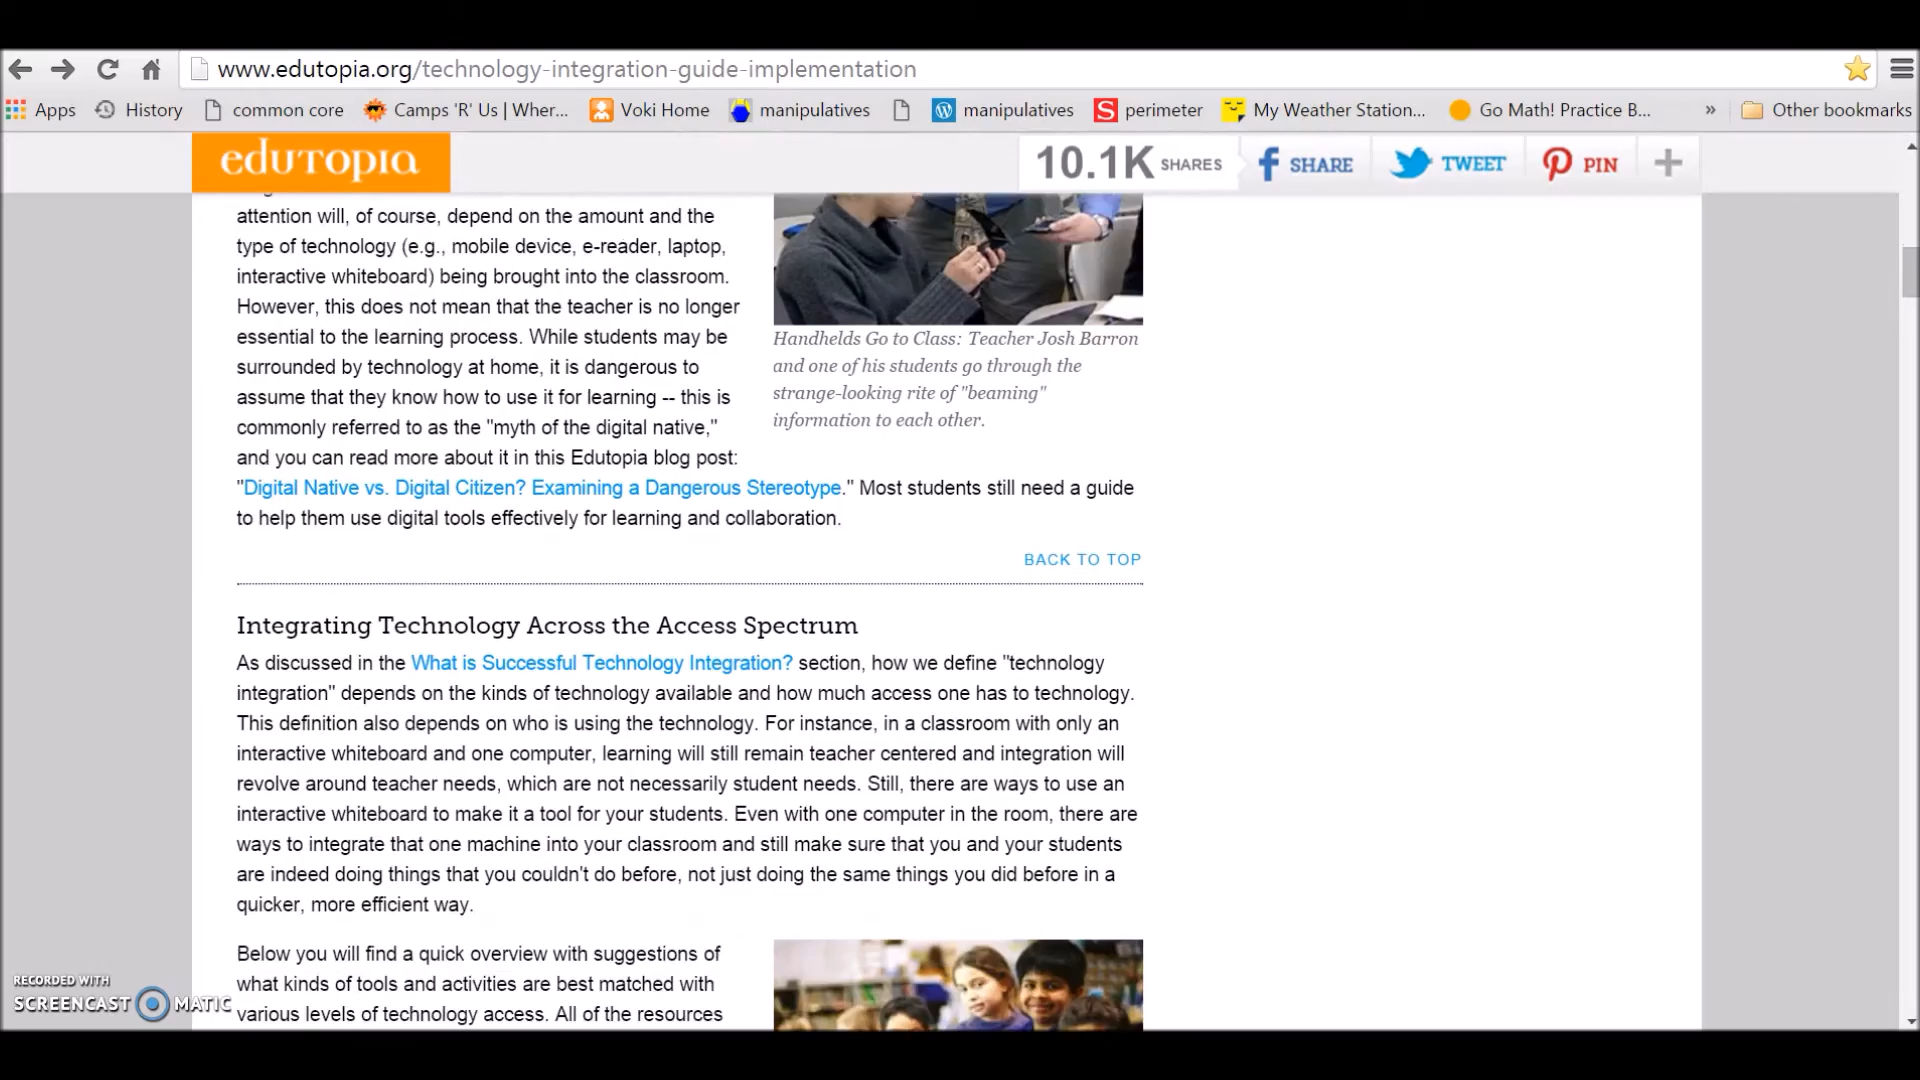 www.edutopia.org/technology-integration-guide-implementation
Apps History common core Camps 'R' Us | Wher... Voki Home manipulatives manipulatives S perimeter My Weather Station... Go Math! Practice B... » Other bookmarks
edutopia 10.1K SHARES f SHARE TWEET PIN +
attention will, of course, depend on the amount and the
type of technology (e.g., mobile device, e-reader, laptop,
interactive whiteboard) being brought into the classroom.
However, this does not mean that the teacher is no longer
essential to the learning process. While students may be
surrounded by technology at home, it is dangerous to
assume that they know how to use it for learning -- this is
commonly referred to as the "myth of the digital native,"
and you can read more about it in this Edutopia blog post:
"Digital Native vs. Digital Citizen? Examining a Dangerous Stereotype." Most students still need a guide
to help them use digital tools effectively for learning and collaboration.
Handhelds Go to Class: Teacher Josh Barron
and one of his students go through the
strange-looking rite of "beaming"
information to each other.
BACK TO TOP
Integrating Technology Across the Access Spectrum
As discussed in the What is Successful Technology Integration? section, how we define "technology
integration" depends on the kinds of technology available and how much access one has to technology.
This definition also depends on who is using the technology. For instance, in a classroom with only an
interactive whiteboard and one computer, learning will still remain teacher centered and integration will
revolve around teacher needs, which are not necessarily student needs. Still, there are ways to use an
interactive whiteboard to make it a tool for your students. Even with one computer in the room, there are
ways to integrate that one machine into your classroom and still make sure that you and your students
are indeed doing things that you couldn't do before, not just doing the same things you did before in a
quicker, more efficient way.
Below you will find a quick overview with suggestions of
what kinds of tools and activities are best matched with
various levels of technology access. All of the resources
RECORDED WITH
SCREENCAST MATIC